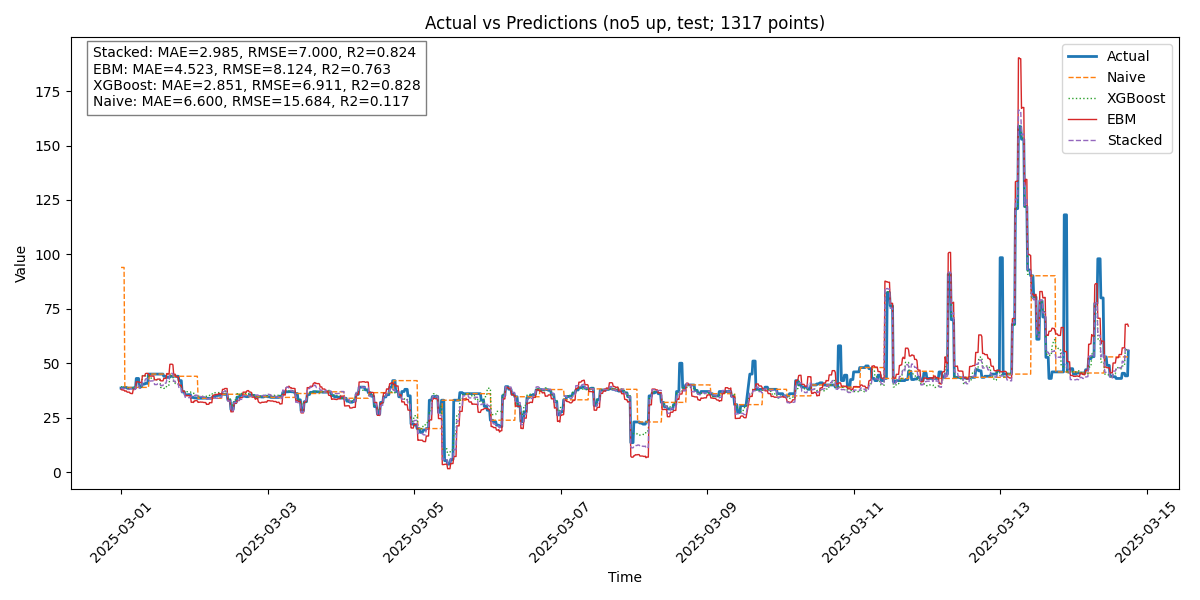 Actual vs Predictions (no5 up, test; 1317 points)
Stacked: MAE=2.985, RMSE=7.000, R2=0.824
EBM: MAE=4.523, RMSE=8.124, R2=0.763
XGBoost: MAE=2.851, RMSE=6.911, R2=0.828
Naive: MAE=6.600, RMSE=15.684, R2=0.117
Actual
Naive
XGBoost
EBM
Stacked
Value
175
150
125
100
75
50
25
0
2025-03-01
2025-03-03
2025-03-05
2025-03-07
2025-03-09
2025-03-11
2025-03-13
2025-03-15
Time